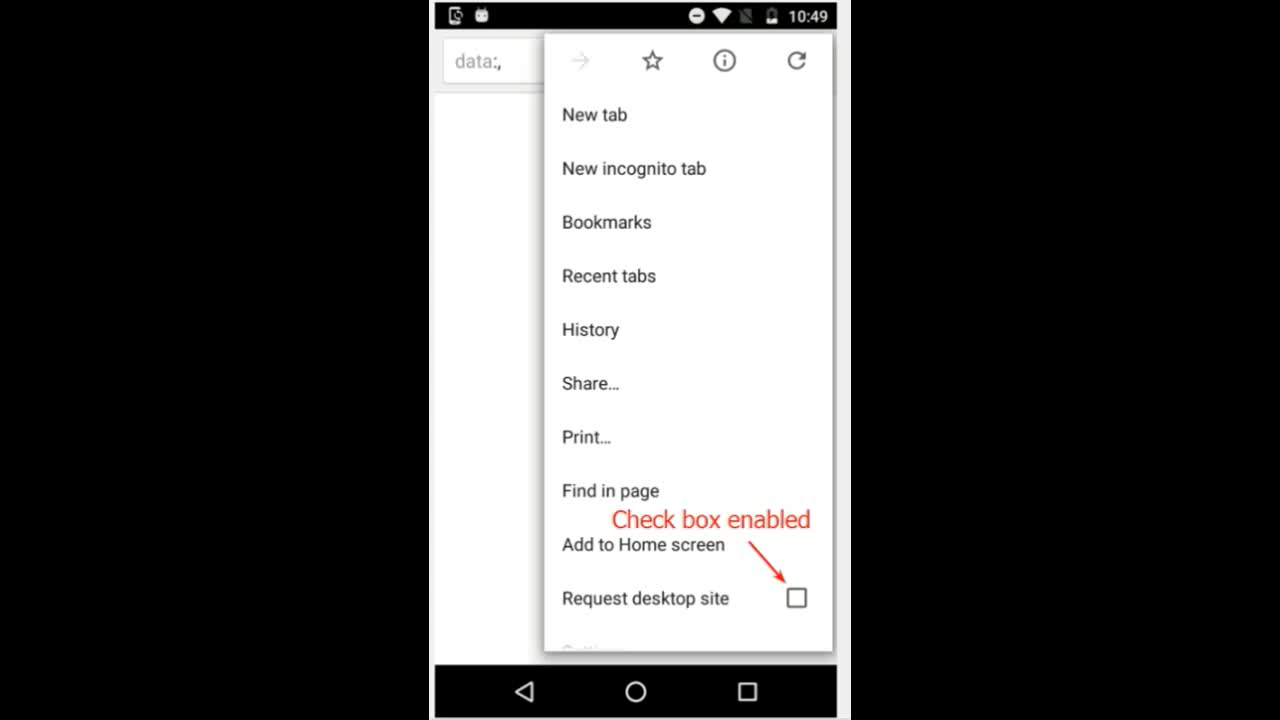 10:49
data:,
New tab
New incognito tab
Bookmarks
Recent tabs
History
Share…
Print…
Find in page
Check box enabled
Add to Home screen
Request desktop site